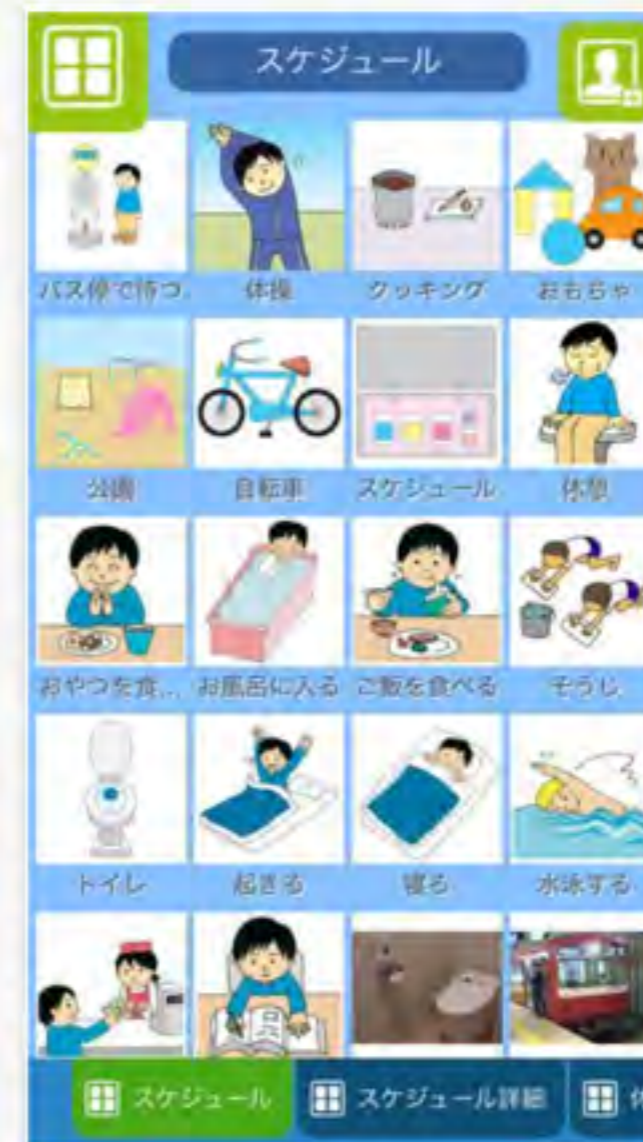 スケジュール
バス停で待つ
体操
クッキング
おもちゃ
公園
自転車
スケジュール
休憩
おやつを食...
お風呂に入る
ご飯を食べる
そうじ
トイレ
起きる
寝る
水泳する
スケジュール
スケジュール詳細